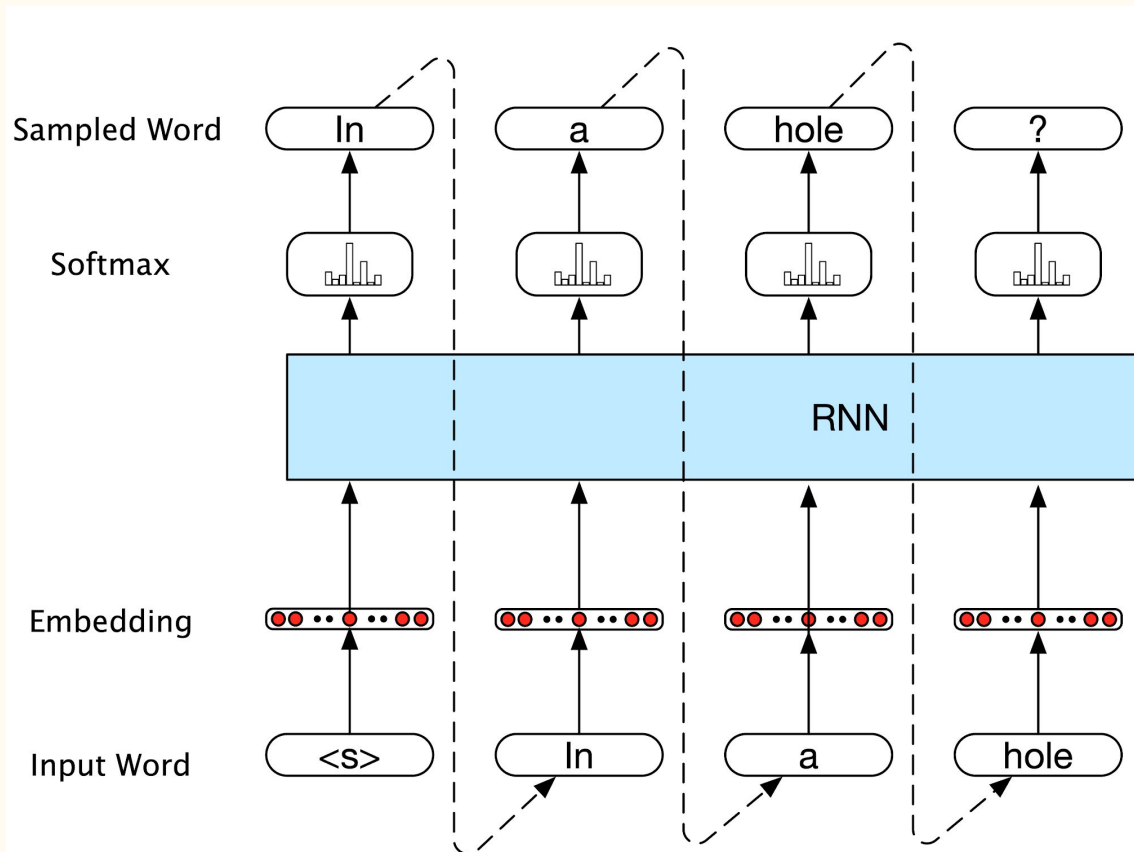 Sampled Word In a hole ?
Softmax
RNN
Embedding
Input Word <s> In a hole